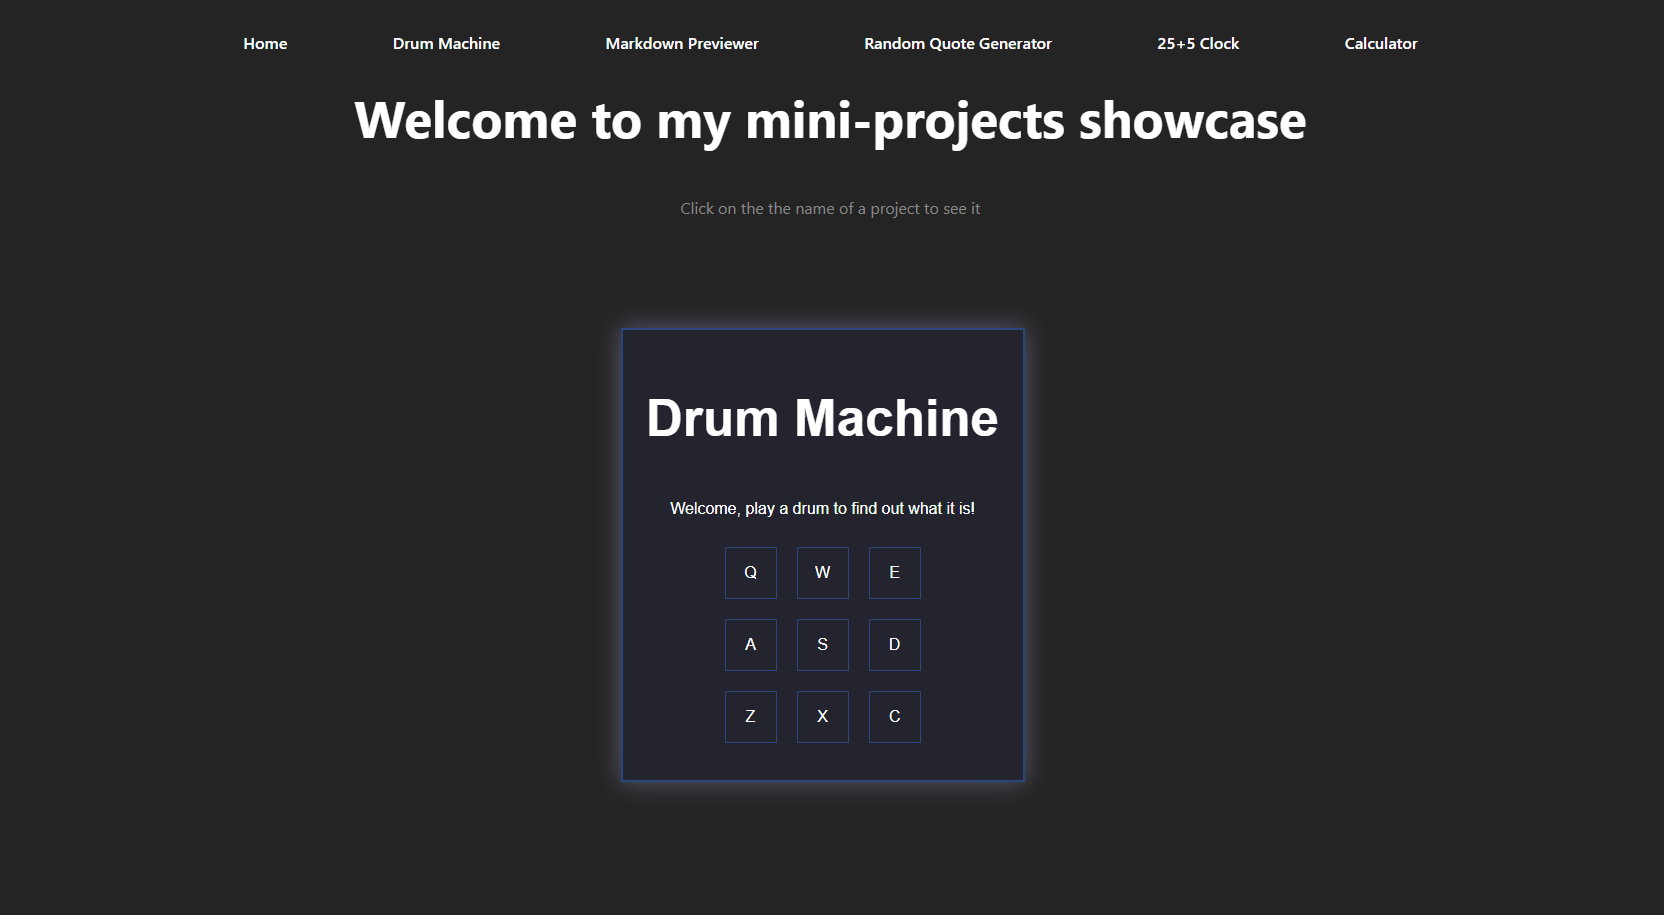 Home Drum Machine Markdown Previewer Random Quote Generator 25+5 Clock Calculator
Welcome to my mini-projects showcase
Click on the the name of a project to see it
Drum Machine
Welcome, play a drum to find out what it is!
Q W E
A S D
Z X C